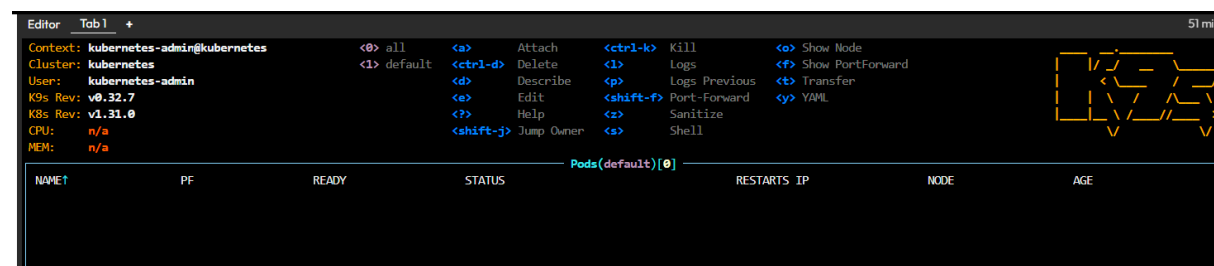 Editor Tab 1 + 51 mi
Context: kubernetes-admin@kubernetes <0> all <a> Attach <ctrl-k> Kill <o> Show Node
Cluster: kubernetes <1> default <ctrl-d> Delete <l> Logs <f> Show PortForward
User: kubernetes-admin <d> Describe <p> Logs Previous <t> Transfer
K9s Rev: v0.32.7 <e> Edit <shift-f> Port-Forward <y> YAML
K8s Rev: v1.31.0 <?> Help <z> Sanitize
CPU: n/a <shift-j> Jump Owner <s> Shell
MEM: n/a
Pods(default)[0]
NAME↑ PF READY STATUS RESTARTS IP NODE AGE